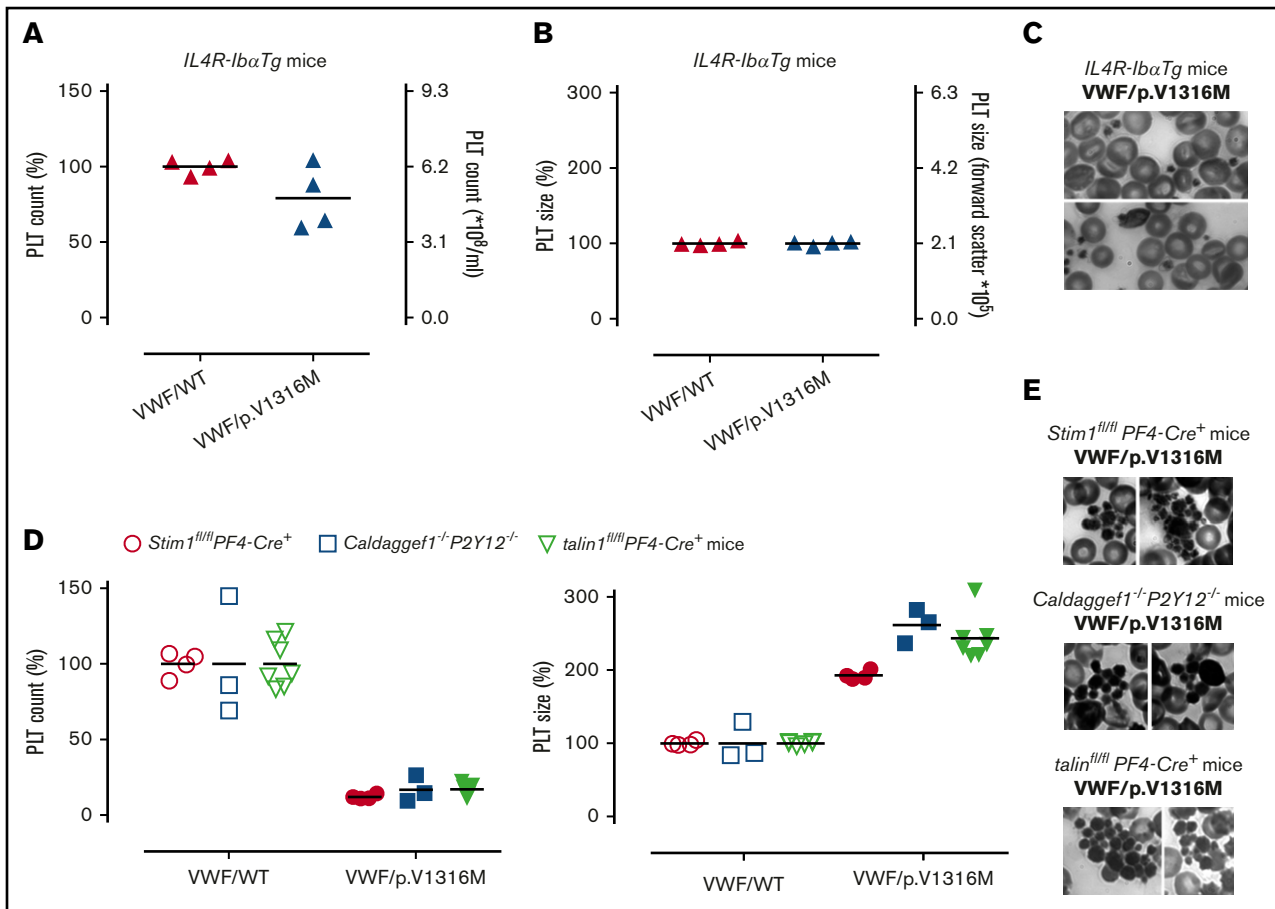 A
IL4R-IbαTg mice
PLT count (%)
150
100
50
0
9.3
6.2
3.1
0.0
PLT count (*10⁸/ml)
VWF/WT
VWF/p.V1316M
B
IL4R-IbαTg mice
PLT size (%)
300
200
150
100
0
6.3
4.2
3.1
2.1
0.0
PLT size (forward scatter *10⁵)
VWF/WT
VWF/p.V1316M
C
IL4R-IbαTg mice
VWF/p.V1316M
D
Stim1fl/flPF4-Cre⁺
Caldaggef1⁻/⁻P2Y12⁻/⁻
talin1fl/flPF4-Cre⁺ mice
PLT count (%)
150
100
50
0
VWF/WT
VWF/p.V1316M
PLT size (%)
300
200
100
0
VWF/WT
VWF/p.V1316M
E
Stim1fl/fl PF4-Cre⁺ mice
VWF/p.V1316M
Caldaggef1⁻/⁻P2Y12⁻/⁻ mice
VWF/p.V1316M
talinfl/fl PF4-Cre⁺ mice
VWF/p.V1316M